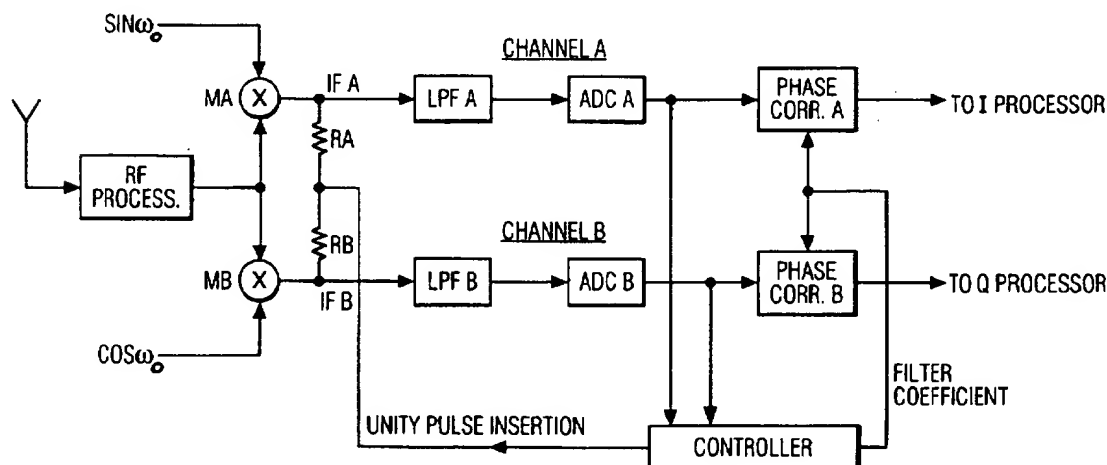 SINω₀
CHANNEL A
IF A
MA
X
LPF A
ADC A
PHASE
CORR. A
TO I PROCESSOR
RA
RF
PROCESS.
CHANNEL B
RB
MB
X
IF B
LPF B
ADC B
PHASE
CORR. B
TO Q PROCESSOR
COSω₀
FILTER
COEFFICIENT
UNITY PULSE INSERTION
CONTROLLER